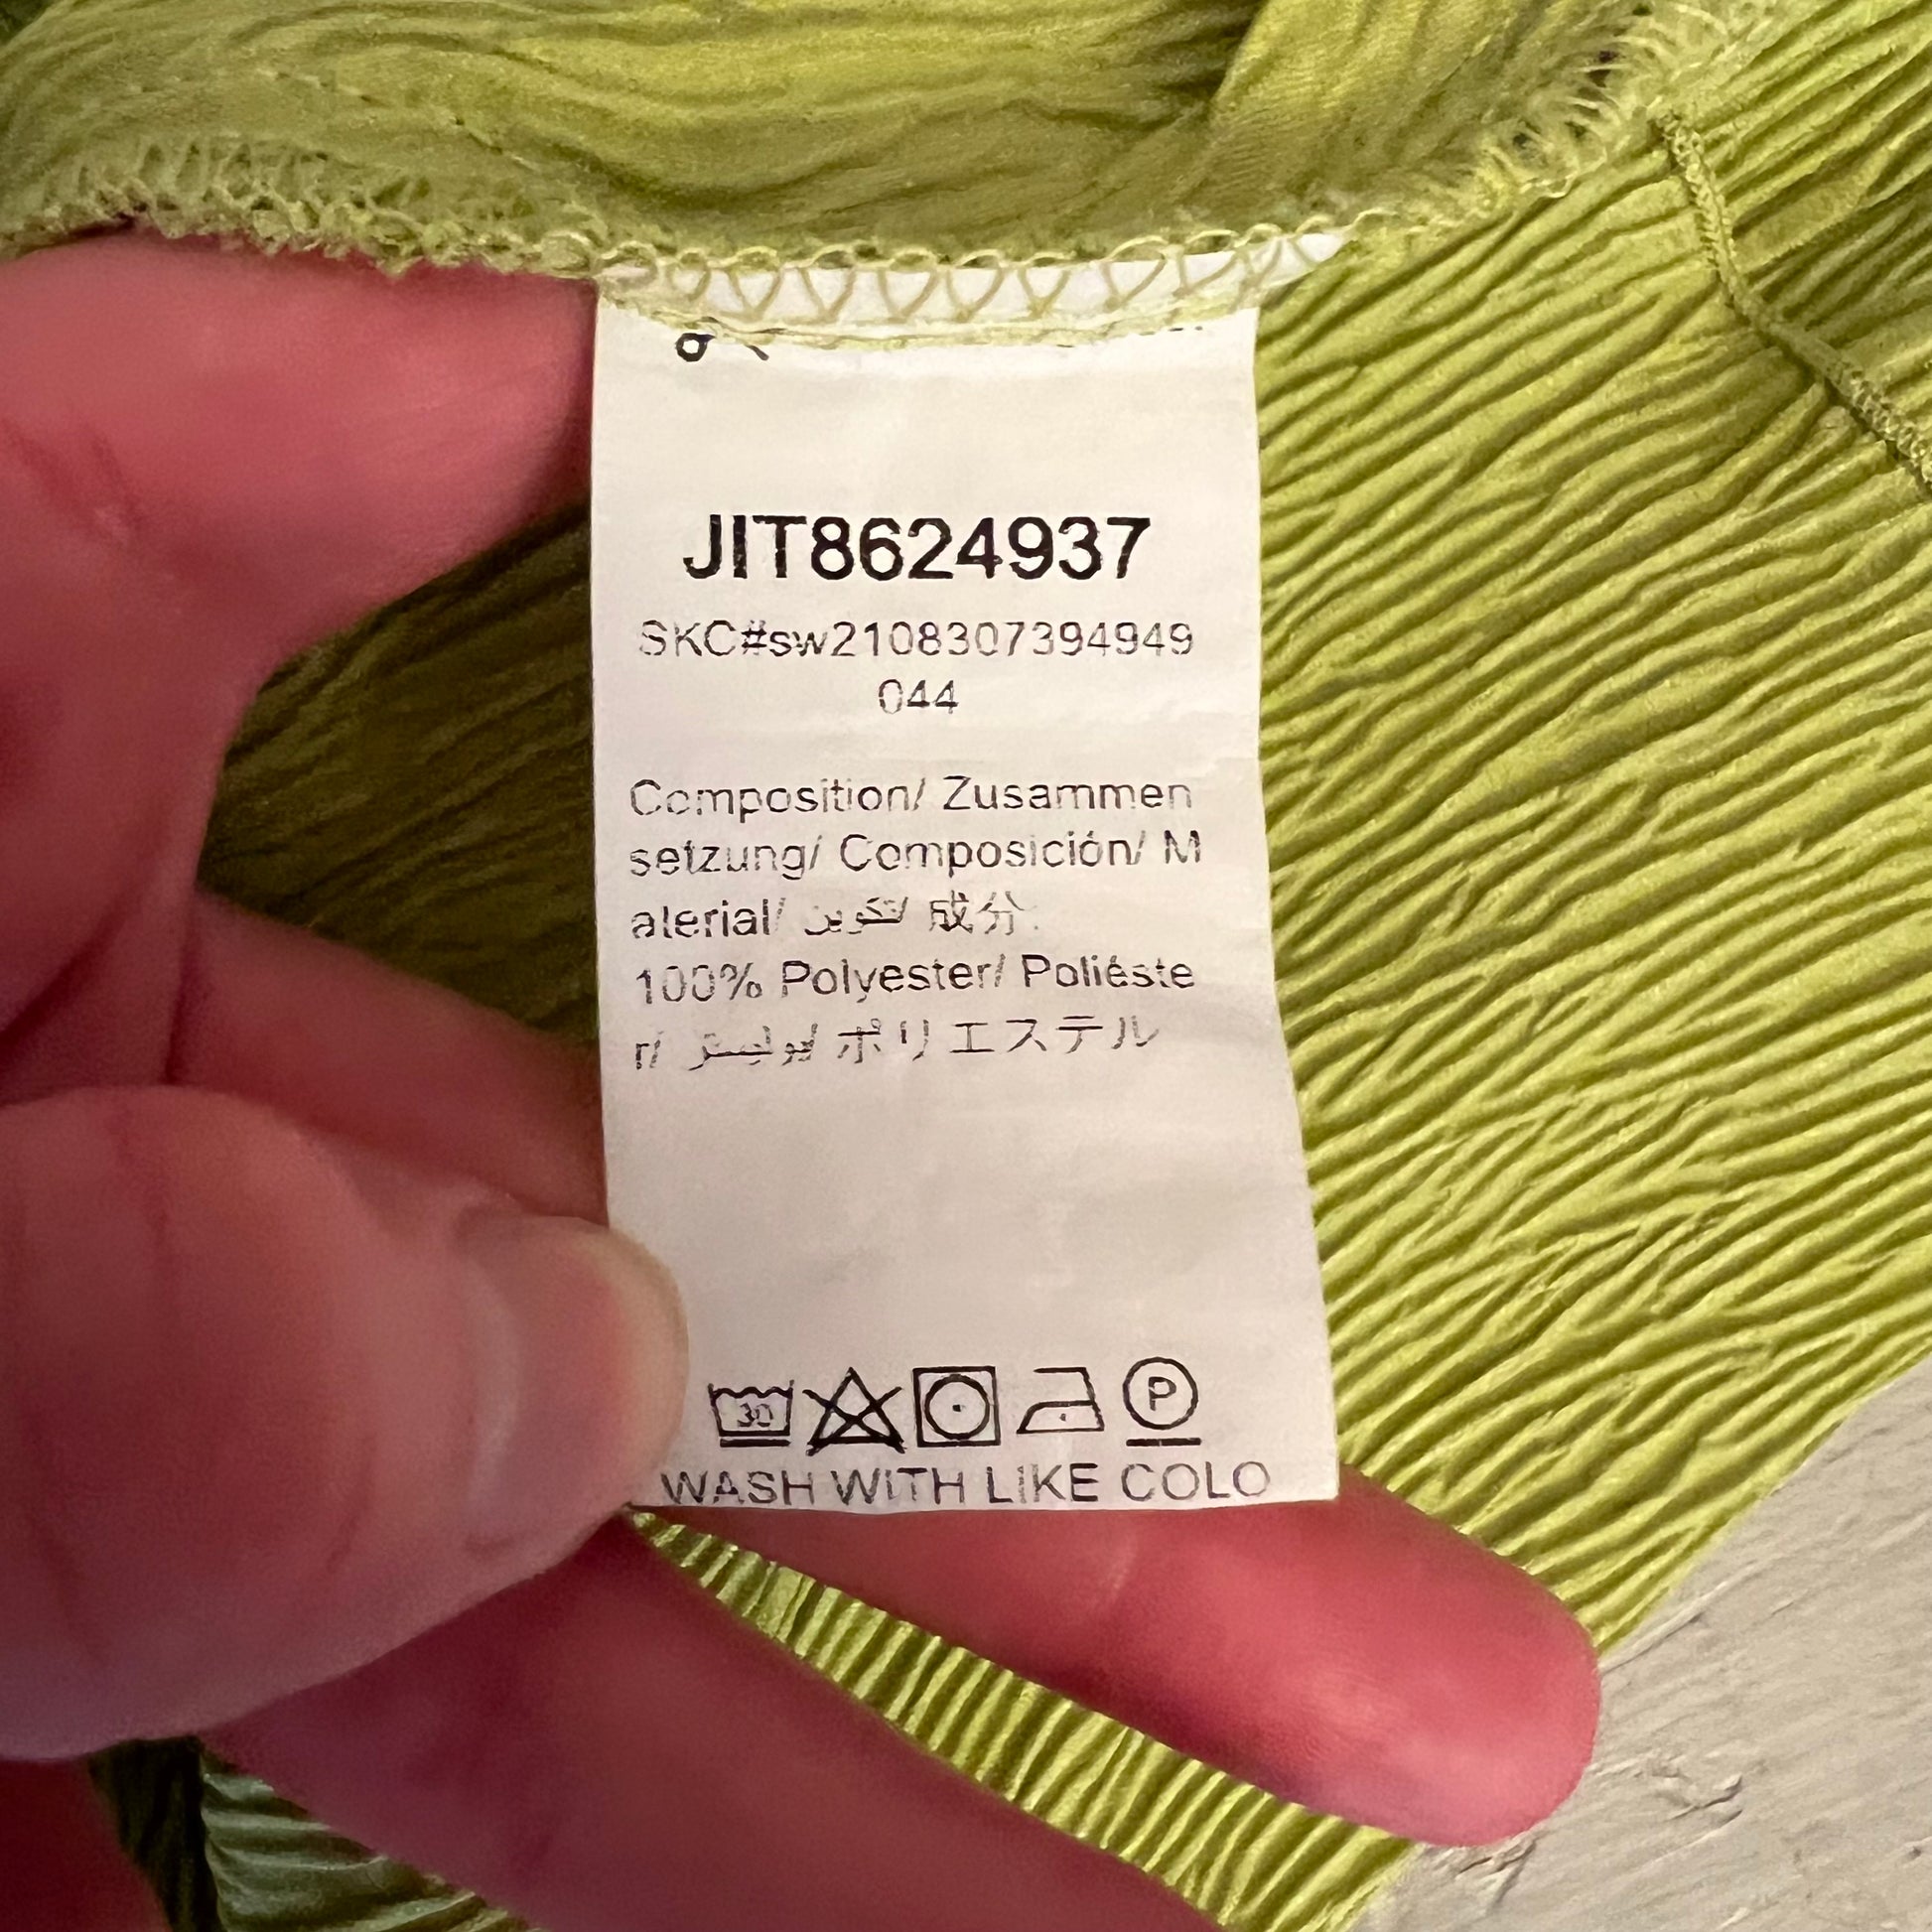 JIT8624937
SKC#sw2108307394949
044
Composition/ Zusammen
setzung/ Composición/ M
aterial/ تكوين/ 成分:
100% Polyester/ Poliéste
r/ بوليستر/ ポリエステル
30
P
WASH WITH LIKE COLO